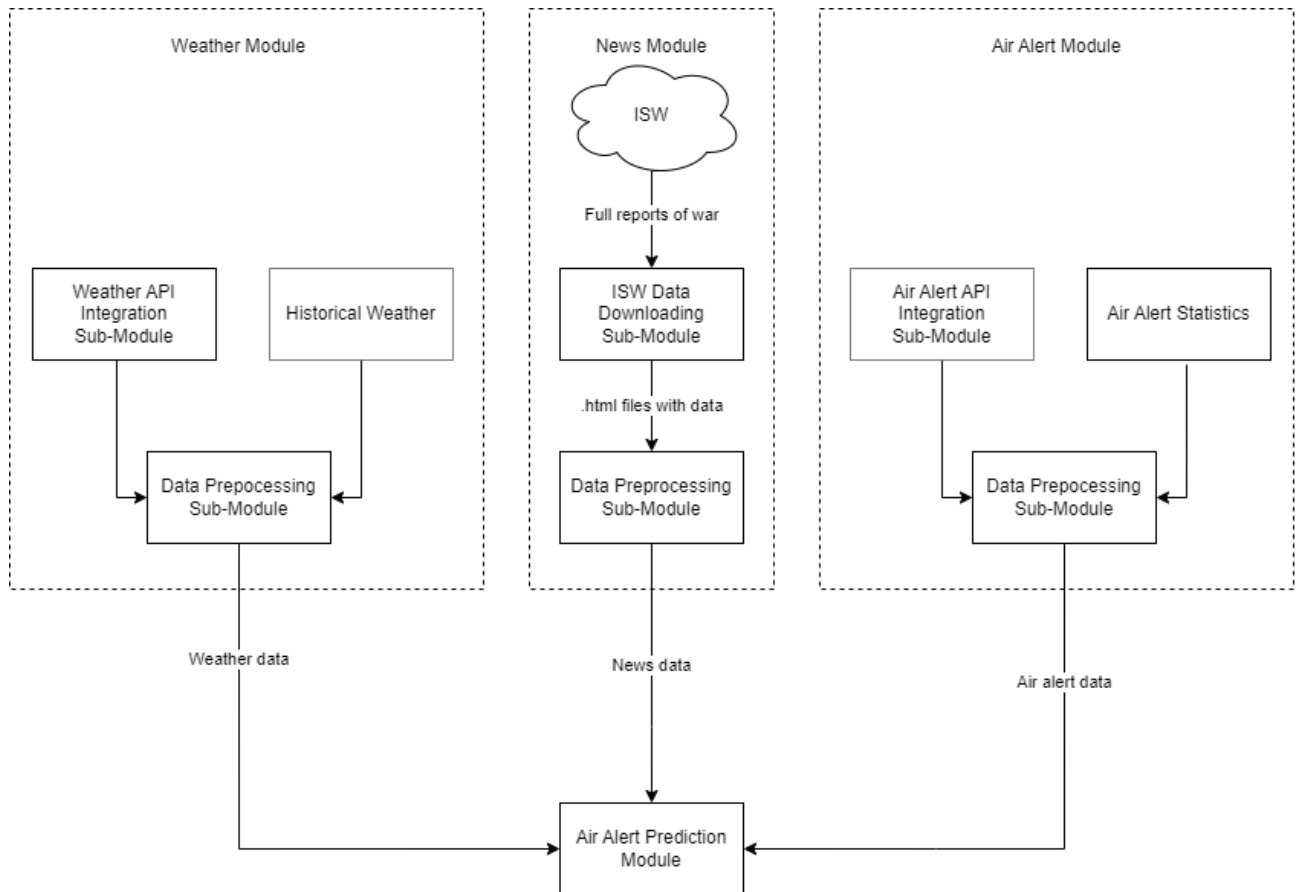 Weather Module
News Module
Air Alert Module
ISW
Full reports of war
Weather API
Integration
Sub-Module
Historical Weather
ISW Data
Downloading
Sub-Module
Air Alert API
Integration
Sub-Module
Air Alert Statistics
.html files with data
Data Prepocessing
Sub-Module
Data Preprocessing
Sub-Module
Data Prepocessing
Sub-Module
Weather data
News data
Air alert data
Air Alert Prediction
Module